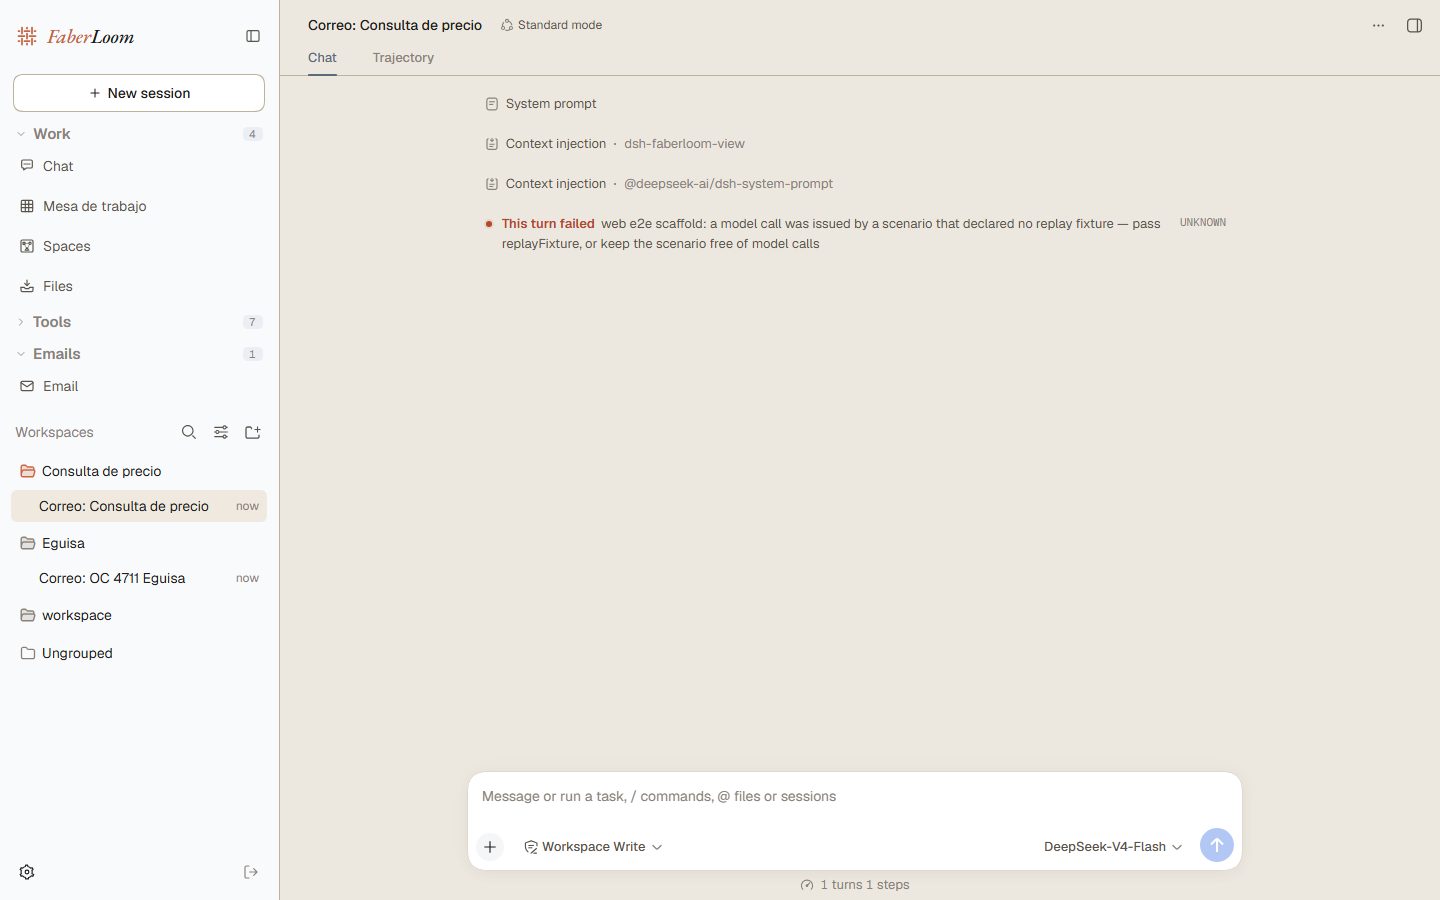 FaberLoom
New session
Work 4
Chat
Mesa de trabajo
Spaces
Files
Tools 7
Emails 1
Email
Workspaces
Consulta de precio
Correo: Consulta de precio now
Eguisa
Correo: OC 4711 Eguisa now
workspace
Ungrouped
Correo: Consulta de precio Standard mode
Chat Trajectory
System prompt
Context injection · dsh-faberloom-view
Context injection · @deepseek-ai/dsh-system-prompt
This turn failed web e2e scaffold: a model call was issued by a scenario that declared no replay fixture — pass UNKNOWN
replayFixture, or keep the scenario free of model calls
Message or run a task, / commands, @ files or sessions
Workspace Write DeepSeek-V4-Flash
1 turns 1 steps